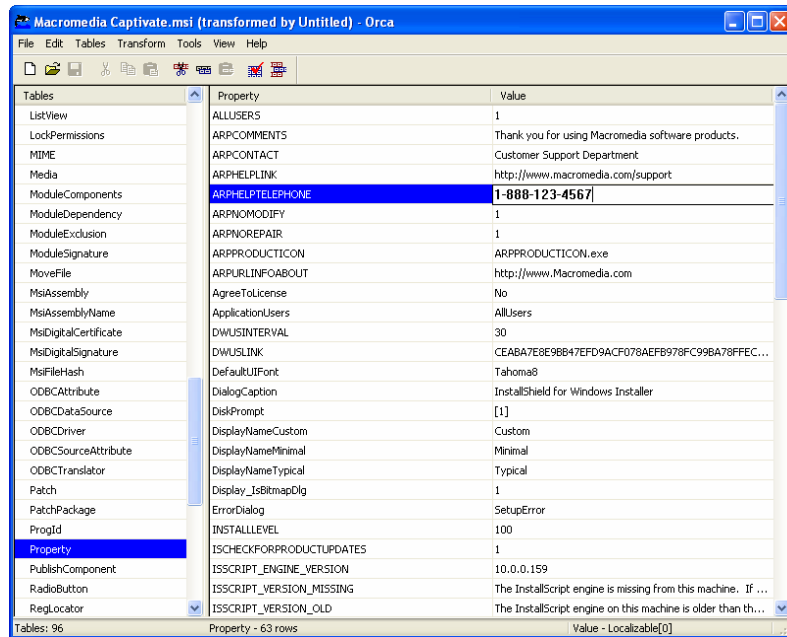 Macromedia Captivate.msi (transformed by Untitled) - Orca
File Edit Tables Transform Tools View Help
Tables Property Value
ListView ALLUSERS 1
LockPermissions ARPCOMMENTS Thank you for using Macromedia software products.
MIME ARPCONTACT Customer Support Department
Media ARPHELPLINK http://www.macromedia.com/support
ModuleComponents ARPHELPTELEPHONE 1-888-123-4567
ModuleDependency ARPNOMODIFY 1
ModuleExclusion ARPNOREPAIR 1
ModuleSignature ARPPRODUCTICON ARPPRODUCTICON.exe
MoveFile ARPURLINFOABOUT http://www.Macromedia.com
MsiAssembly AgreeToLicense No
MsiAssemblyName ApplicationUsers AllUsers
MsiDigitalCertificate DWUSINTERVAL 30
MsiDigitalSignature DWUSLINK CEABA7E8E9BB47EFD9ACF078AEFB978FC99BA78FFEC...
MsiFileHash DefaultUIFont Tahoma8
ODBCAttribute DialogCaption InstallShield for Windows Installer
ODBCDataSource DiskPrompt [1]
ODBCDriver DisplayNameCustom Custom
ODBCSourceAttribute DisplayNameMinimal Minimal
ODBCTranslator DisplayNameTypical Typical
Patch Display_IsBitmapDlg 1
PatchPackage ErrorDialog SetupError
ProgId INSTALLLEVEL 100
Property ISCHECKFORPRODUCTUPDATES 1
PublishComponent ISSCRIPT_ENGINE_VERSION 10.0.0.159
RadioButton ISSCRIPT_VERSION_MISSING The InstallScript engine is missing from this machine. If ...
RegLocator ISSCRIPT_VERSION_OLD The InstallScript engine on this machine is older than th...
Tables: 96 Property - 63 rows Value - Localizable[0]